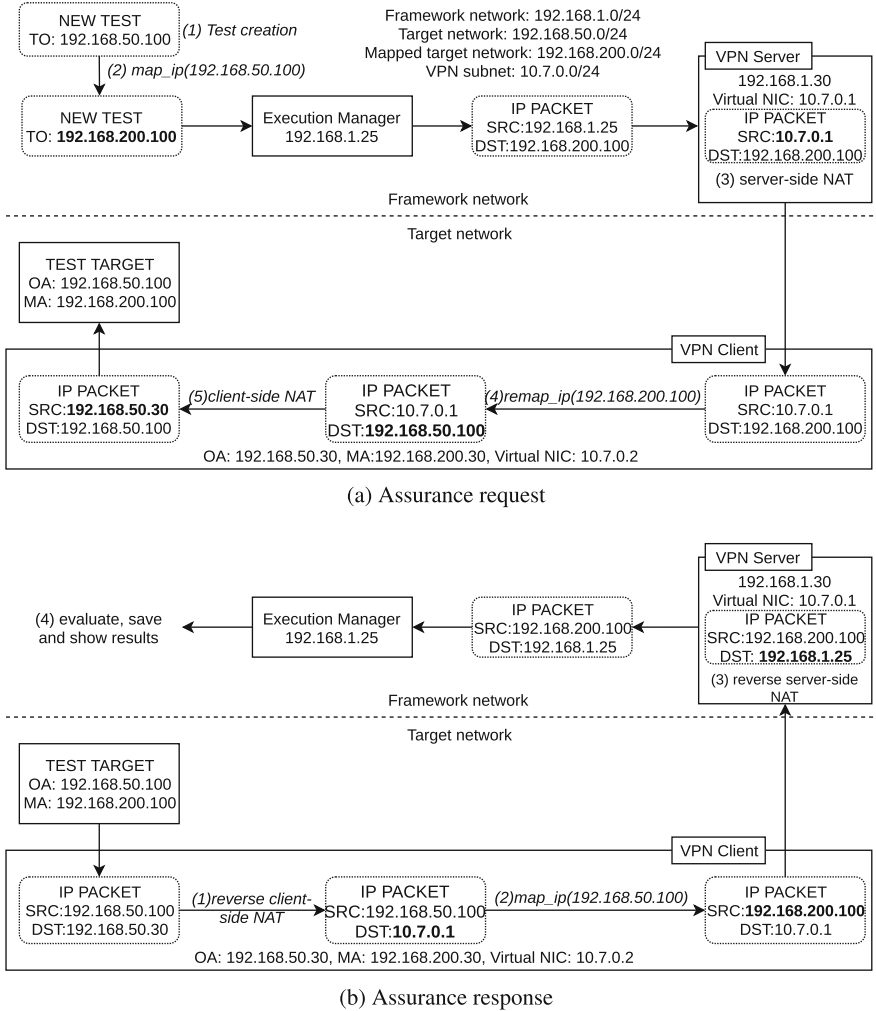 NEW TEST
TO: 192.168.50.100
(1) Test creation
(2) map_ip(192.168.50.100)
Framework network: 192.168.1.0/24
Target network: 192.168.50.0/24
Mapped target network: 192.168.200.0/24
VPN subnet: 10.7.0.0/24
NEW TEST
TO: 192.168.200.100
Execution Manager
192.168.1.25
IP PACKET
SRC:192.168.1.25
DST:192.168.200.100
VPN Server
192.168.1.30
Virtual NIC: 10.7.0.1
IP PACKET
SRC:10.7.0.1
DST:192.168.200.100
(3) server-side NAT
Framework network
Target network
TEST TARGET
OA: 192.168.50.100
MA: 192.168.200.100
VPN Client
IP PACKET
SRC:192.168.50.30
DST:192.168.50.100
(5)client-side NAT
IP PACKET
SRC:10.7.0.1
DST:192.168.50.100
(4)remap_ip(192.168.200.100)
IP PACKET
SRC:10.7.0.1
DST:192.168.200.100
OA: 192.168.50.30, MA:192.168.200.30, Virtual NIC: 10.7.0.2
(a) Assurance request
(4) evaluate, save
and show results
Execution Manager
192.168.1.25
IP PACKET
SRC:192.168.200.100
DST:192.168.1.25
VPN Server
192.168.1.30
Virtual NIC: 10.7.0.1
IP PACKET
SRC:192.168.200.100
DST: 192.168.1.25
(3) reverse server-side
NAT
Framework network
Target network
TEST TARGET
OA: 192.168.50.100
MA: 192.168.200.100
VPN Client
IP PACKET
SRC:192.168.50.100
DST:192.168.50.30
(1)reverse client-
side NAT
IP PACKET
SRC:192.168.50.100
DST:10.7.0.1
(2)map_ip(192.168.50.100)
IP PACKET
SRC:192.168.200.100
DST:10.7.0.1
OA: 192.168.50.30, MA: 192.168.200.30, Virtual NIC: 10.7.0.2
(b) Assurance response